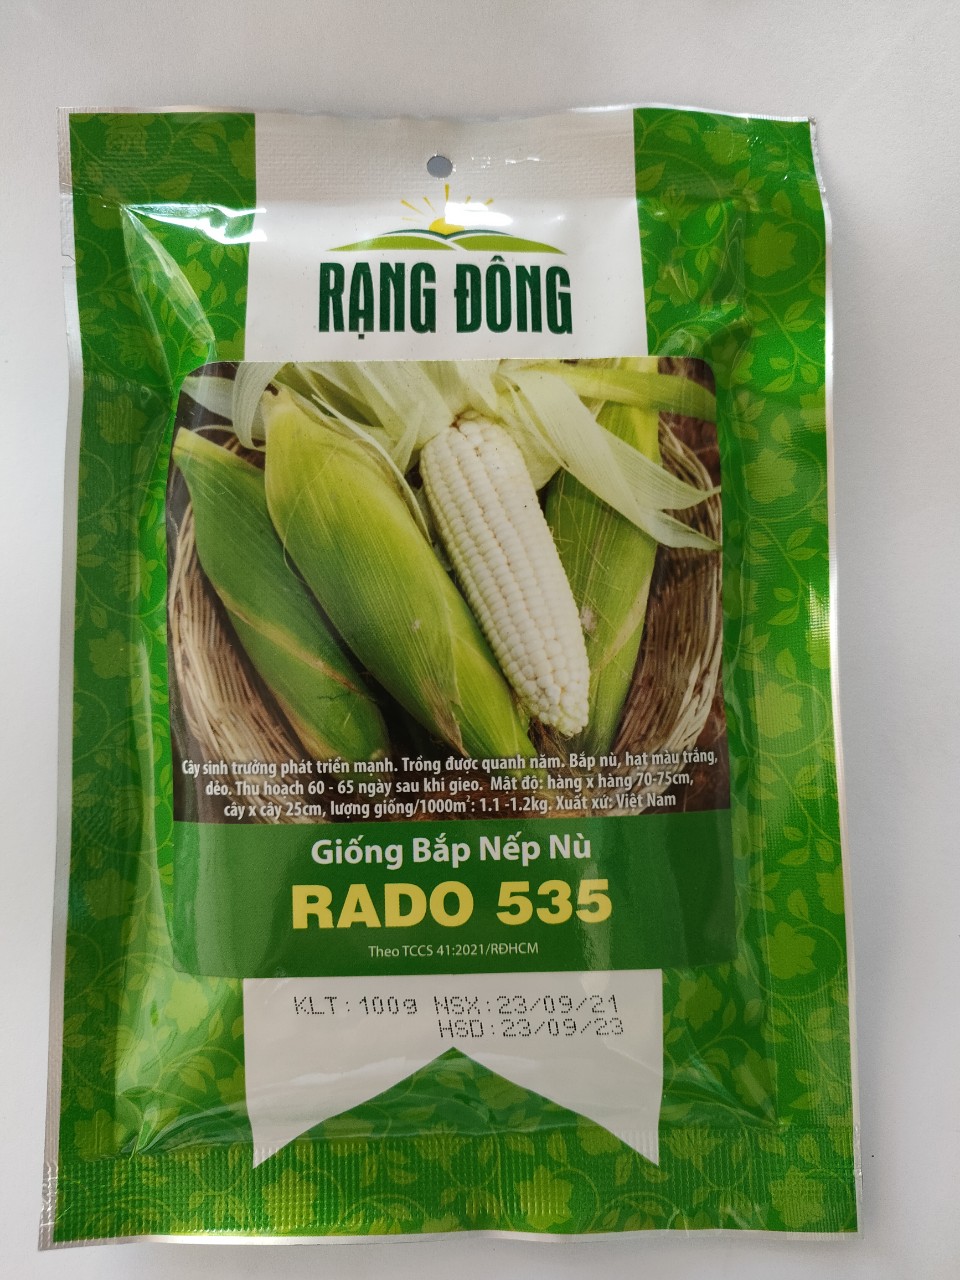 RẠNG ĐÔNG
Cây sinh trưởng phát triển mạnh. Trồng được quanh năm. Bắp nù, hạt màu trắng,
dẻo. Thu hoạch 60 - 65 ngày sau khi gieo. Mật độ: hàng x hàng 70-75cm,
cây x cây 25cm, lượng giống/1000m²: 1.1 -1.2kg. Xuất xứ: Việt Nam
Giống Bắp Nếp Nù
RADO 535
Theo TCCS 41:2021/RĐHCM
KLT:100g NSX:23/09/21
HSD:23/09/23